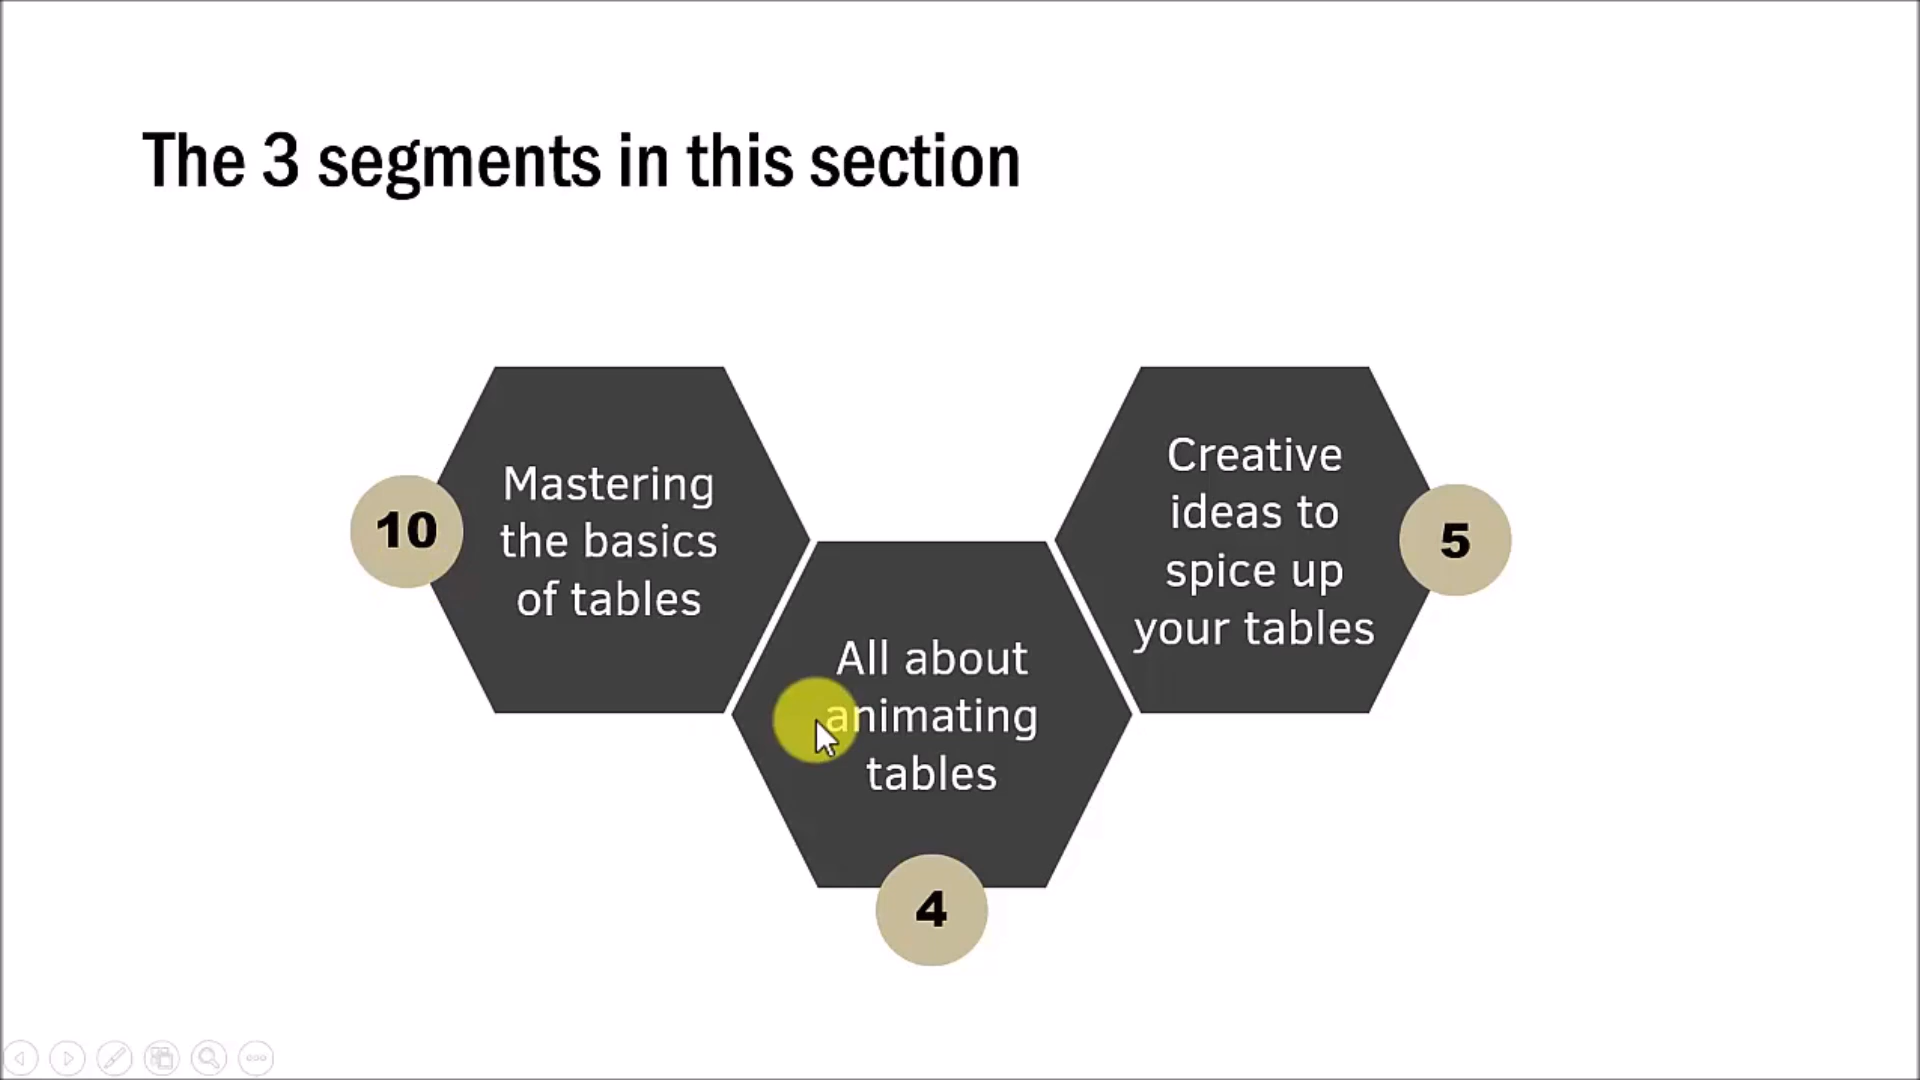 The 3 segments in this section
10
Mastering
the basics
of tables
All about
animating
tables
4
Creative
ideas to
spice up
your tables
5